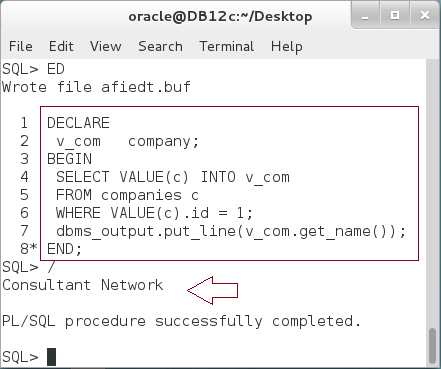 oracle@DB12c:~/Desktop
File Edit View Search Terminal Help
SQL> ED
Wrote file afiedt.buf
1 DECLARE
2 v_com company;
3 BEGIN
4 SELECT VALUE(c) INTO v_com
5 FROM companies c
6 WHERE VALUE(c).id = 1;
7 dbms_output.put_line(v_com.get_name());
8* END;
SQL> /
Consultant Network
PL/SQL procedure successfully completed.
SQL>